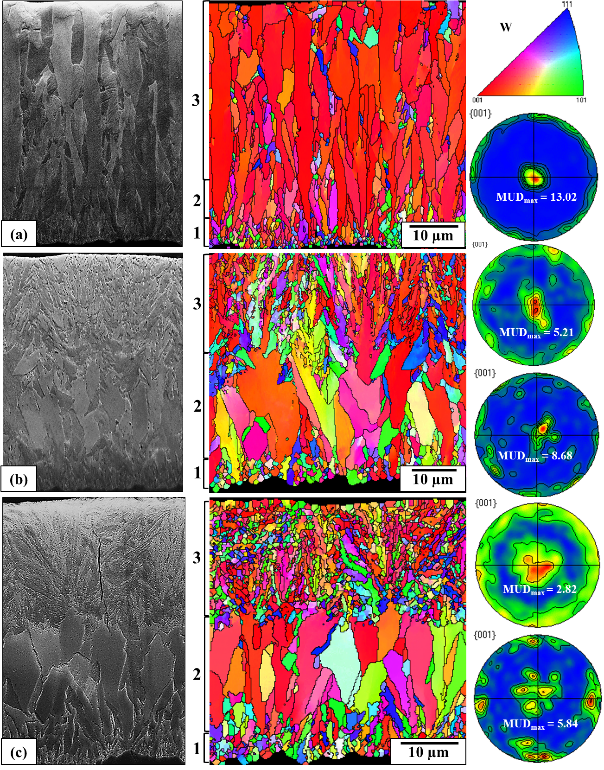 3
2
1
(a)
10 µm
W
111
001
101
{001}
MUDmax = 13.02
{001}
MUDmax = 5.21
3
2
1
(b)
10 µm
{001}
MUDmax = 8.68
3
2
1
(c)
10 µm
{001}
MUDmax = 2.82
{001}
MUDmax = 5.84